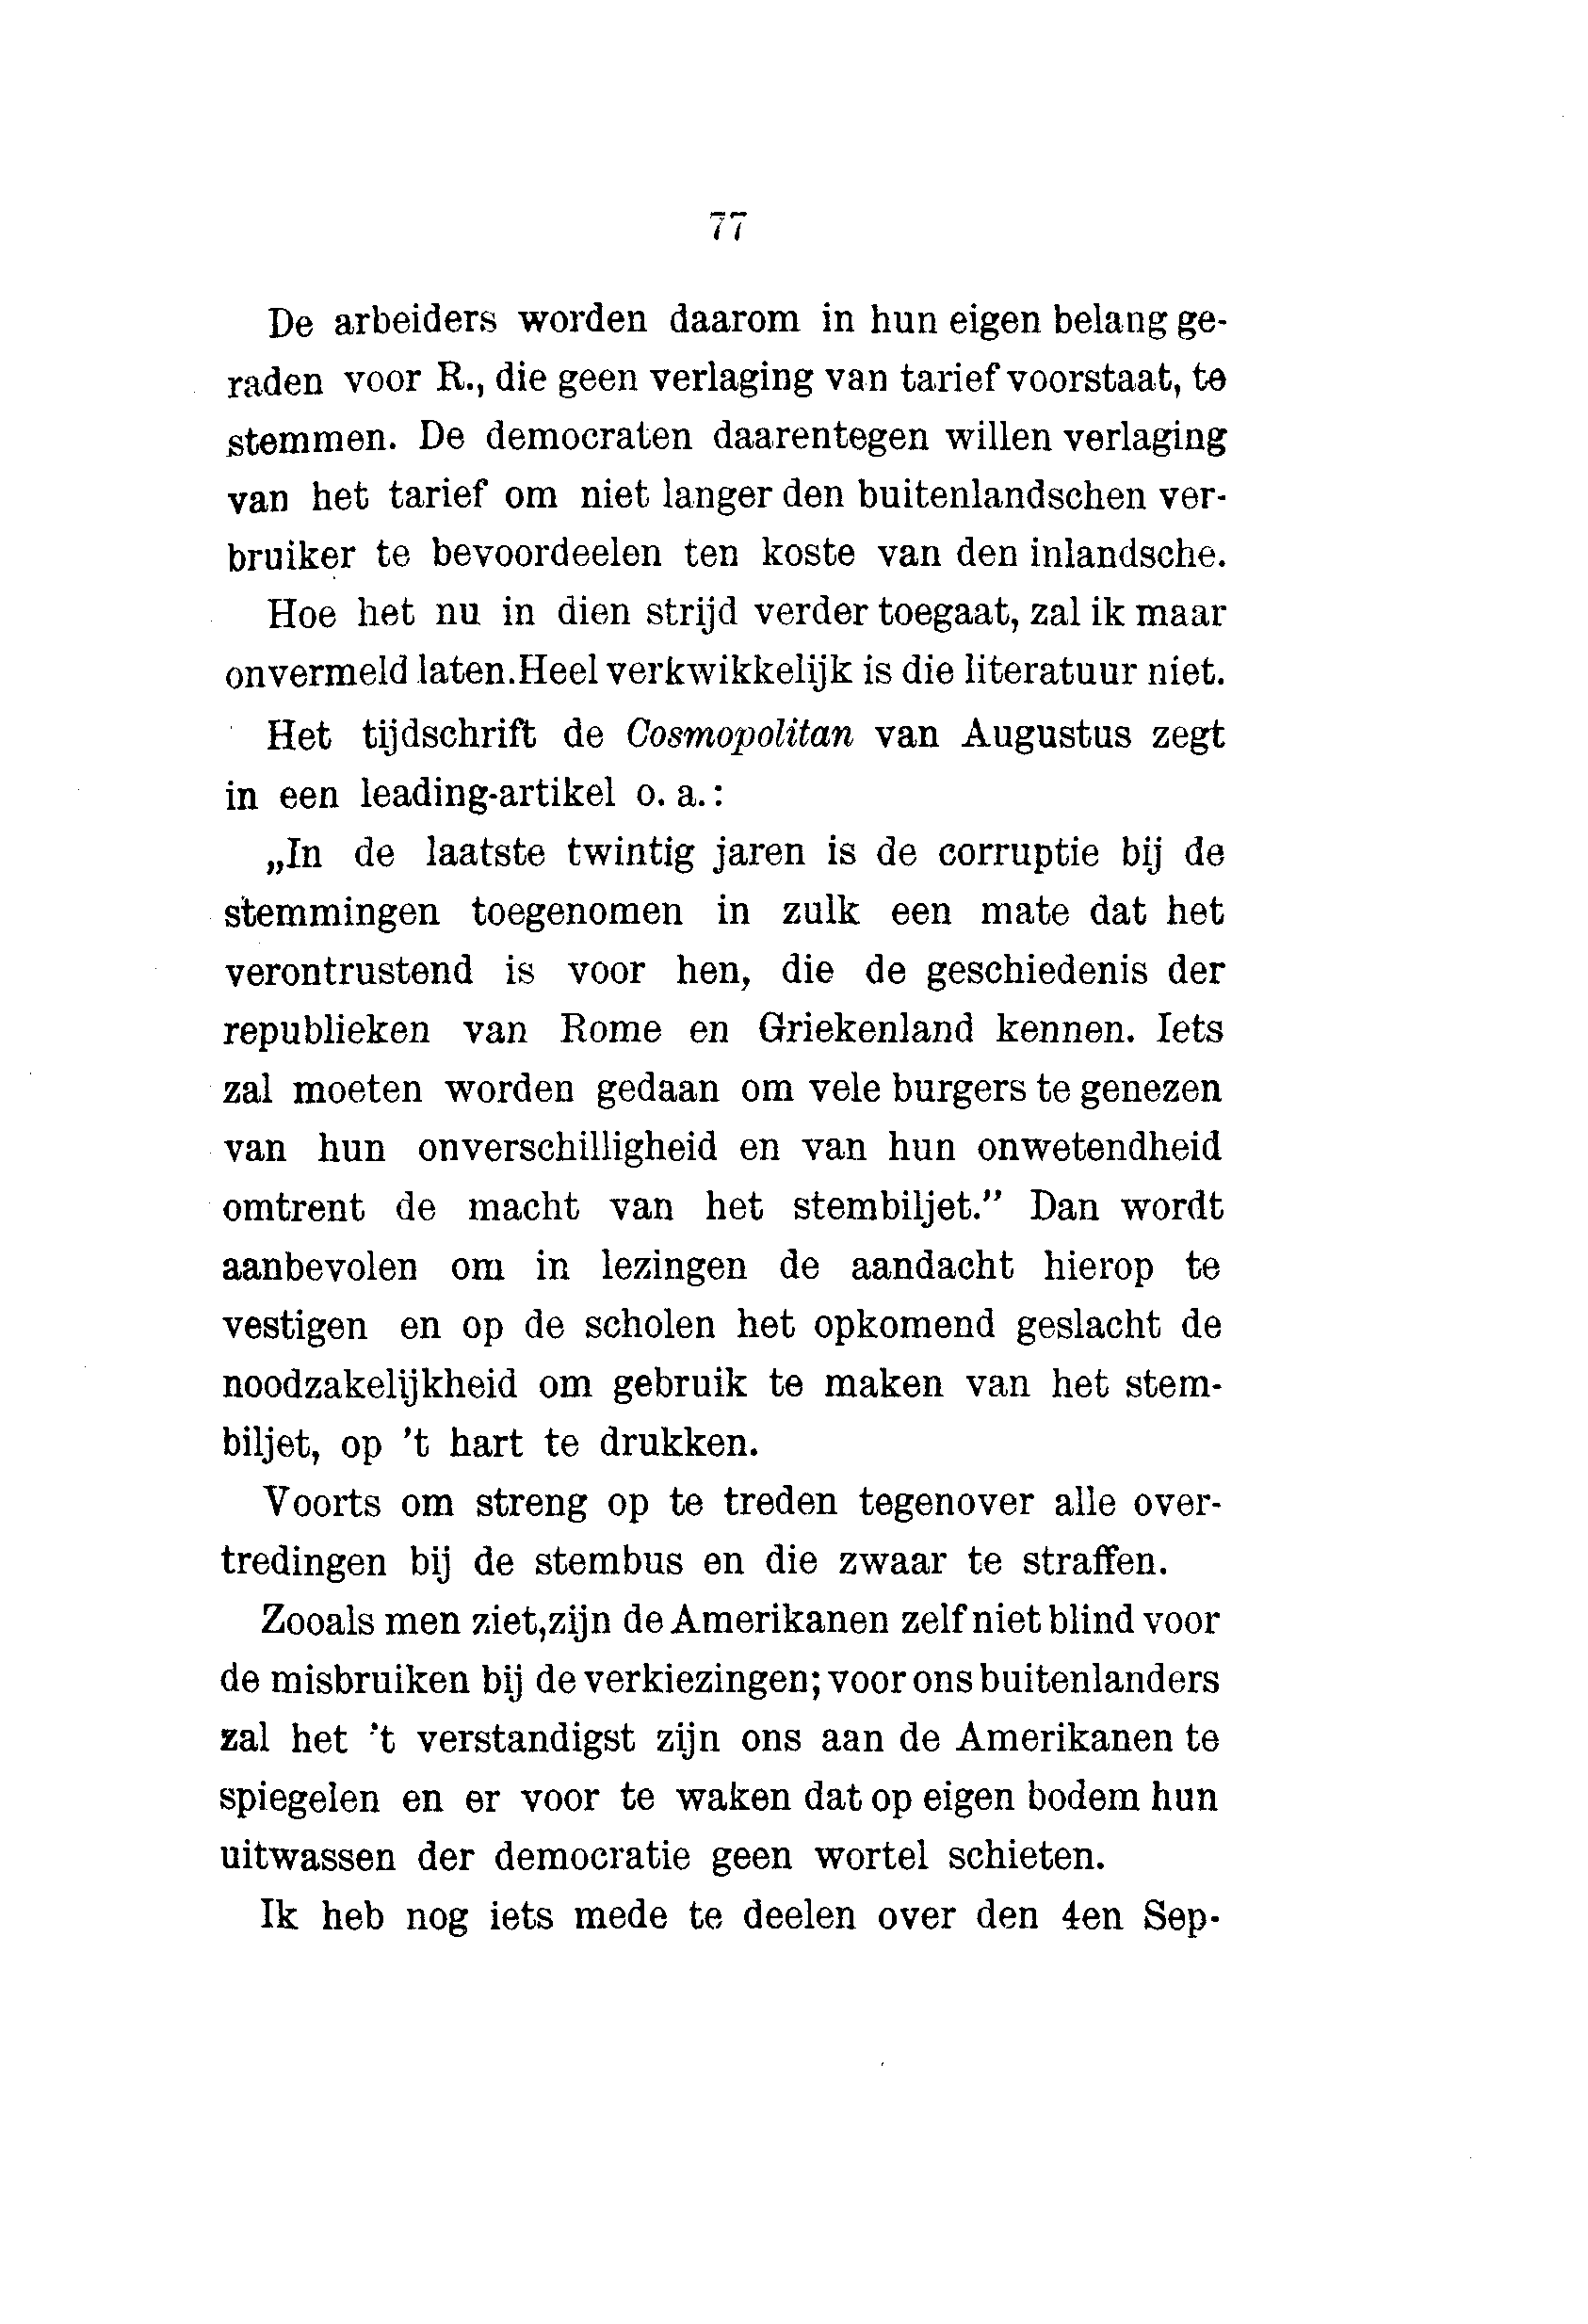 77
De arbeiders worden daarom in hun eigen belang ge-
raden voor R., die geen verlaging van tarief voorstaat, te
stemmen. De democraten daarentegen willen verlaging
van het tarief om niet langer den buitenlandschen ver-
bruiker te bevoordeelen ten koste van den inlandsche.
Hoe het nu in dien strijd verder toegaat, zal ik maar
onvermeld laten.Heel verkwikkelijk is die literatuur niet.
Het tijdschrift de Cosmopolitan van Augustus zegt
in een leading-artikel o. a.:
„In de laatste twintig jaren is de corruptie bij de
stemmingen toegenomen in zulk een mate dat het
verontrustend is voor hen, die de geschiedenis der
republieken van Rome en Griekenland kennen. Iets
zal moeten worden gedaan om vele burgers te genezen
van hun onverschilligheid en van hun onwetendheid
omtrent de macht van het stembiljet.” Dan wordt
aanbevolen om in lezingen de aandacht hierop te
vestigen en op de scholen het opkomend geslacht de
noodzakelijkheid om gebruik te maken van het stem-
biljet, op 't hart te drukken.
Voorts om streng op te treden tegenover alle over-
tredingen bij de stembus en die zwaar te straffen.
Zooals men ziet,zijn de Amerikanen zelf niet blind voor
de misbruiken bij de verkiezingen; voor ons buitenlanders
zal het 't verstandigst zijn ons aan de Amerikanen te
spiegelen en er voor te waken dat op eigen bodem hun
uitwassen der democratie geen wortel schieten.
Ik heb nog iets mede te deelen over den 4en Sep-